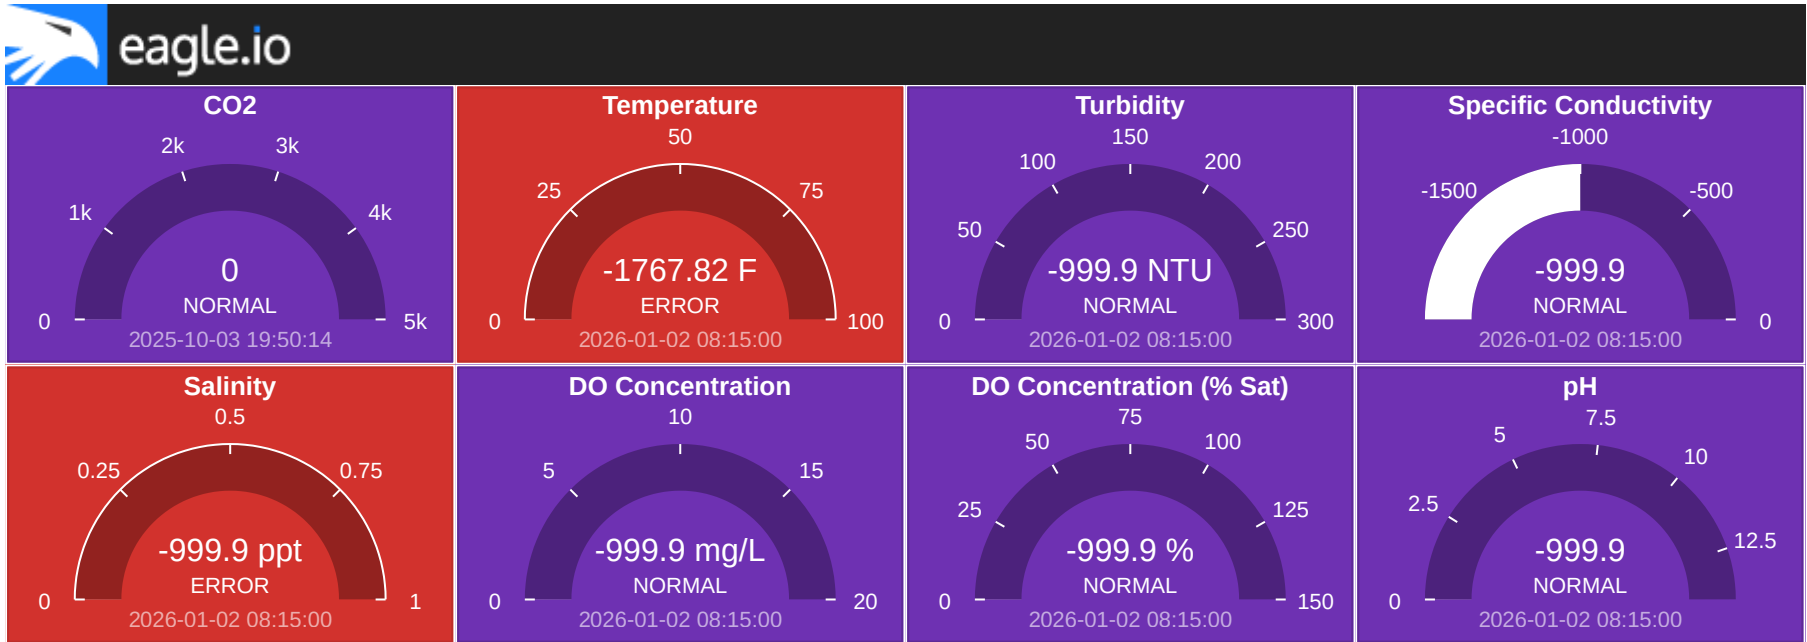 eagle.io
CO2
0
1k
2k
3k
4k
5k
0
NORMAL
2025-10-03 19:50:14
Temperature
0
25
50
75
100
-1767.82 F
ERROR
2026-01-02 08:15:00
Turbidity
0
50
100
150
200
250
300
-999.9 NTU
NORMAL
2026-01-02 08:15:00
Specific Conductivity
-1500
-1000
-500
0
-999.9
NORMAL
2026-01-02 08:15:00
Salinity
0
0.25
0.5
0.75
1
-999.9 ppt
ERROR
2026-01-02 08:15:00
DO Concentration
0
5
10
15
20
-999.9 mg/L
NORMAL
2026-01-02 08:15:00
DO Concentration (% Sat)
0
25
50
75
100
125
150
-999.9 %
NORMAL
2026-01-02 08:15:00
pH
0
2.5
5
7.5
10
12.5
-999.9
NORMAL
2026-01-02 08:15:00